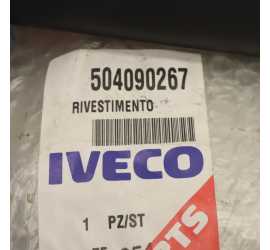 504090267
RIVESTIMENTO
IVECO
1 PZ/ST